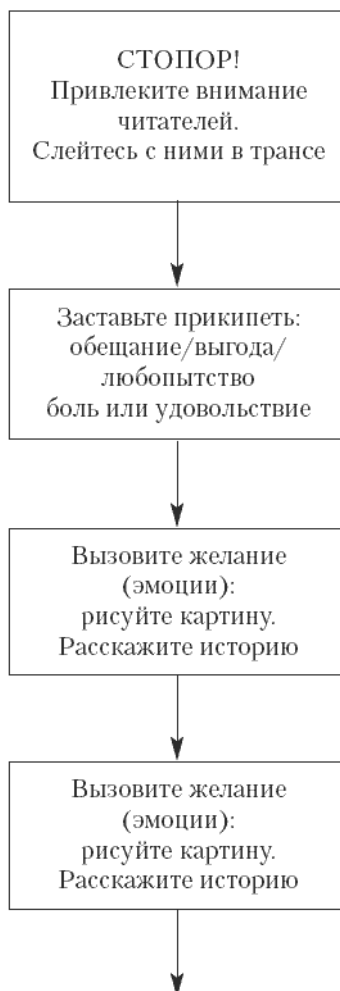 СТОПОР!
Привлеките внимание
читателей.
Слейтесь с ними в трансе
Заставьте прикипеть:
обещание/выгода/
любопытство
боль или удовольствие
Вызовите желание
(эмоции):
рисуйте картину.
Расскажите историю
Вызовите желание
(эмоции):
рисуйте картину.
Расскажите историю